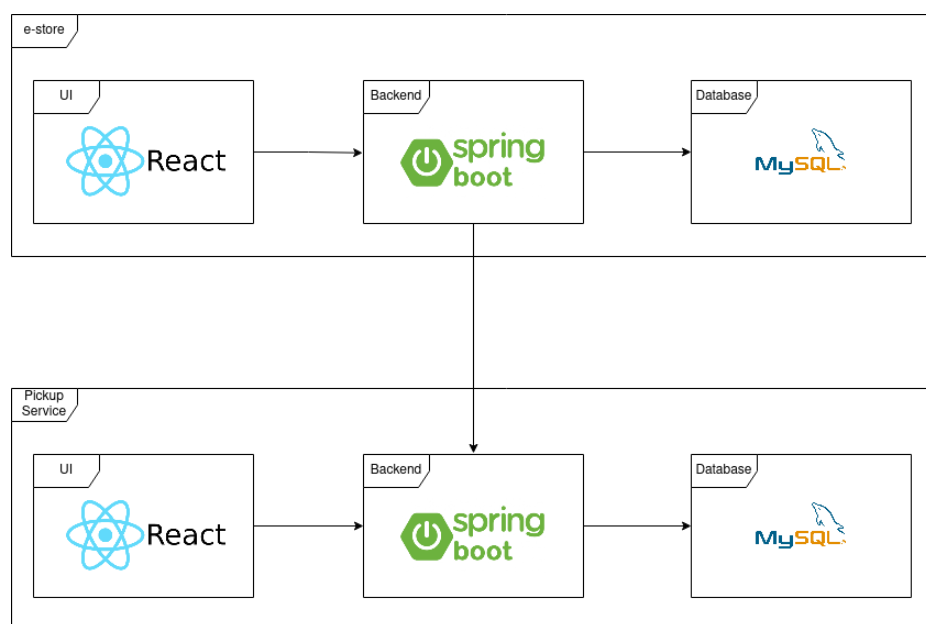 e-store
UI
React
Backend
spring
boot
Database
MySQL
Pickup
Service
UI
React
Backend
spring
boot
Database
MySQL